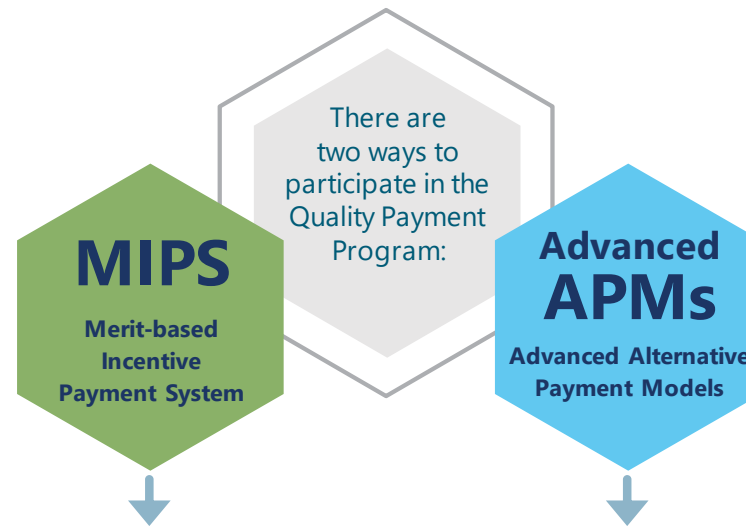 There are
two ways to
participate in the
Quality Payment
Program:
MIPS
Merit-based
Incentive
Payment System
Advanced
APMs
Advanced Alternative
Payment Models